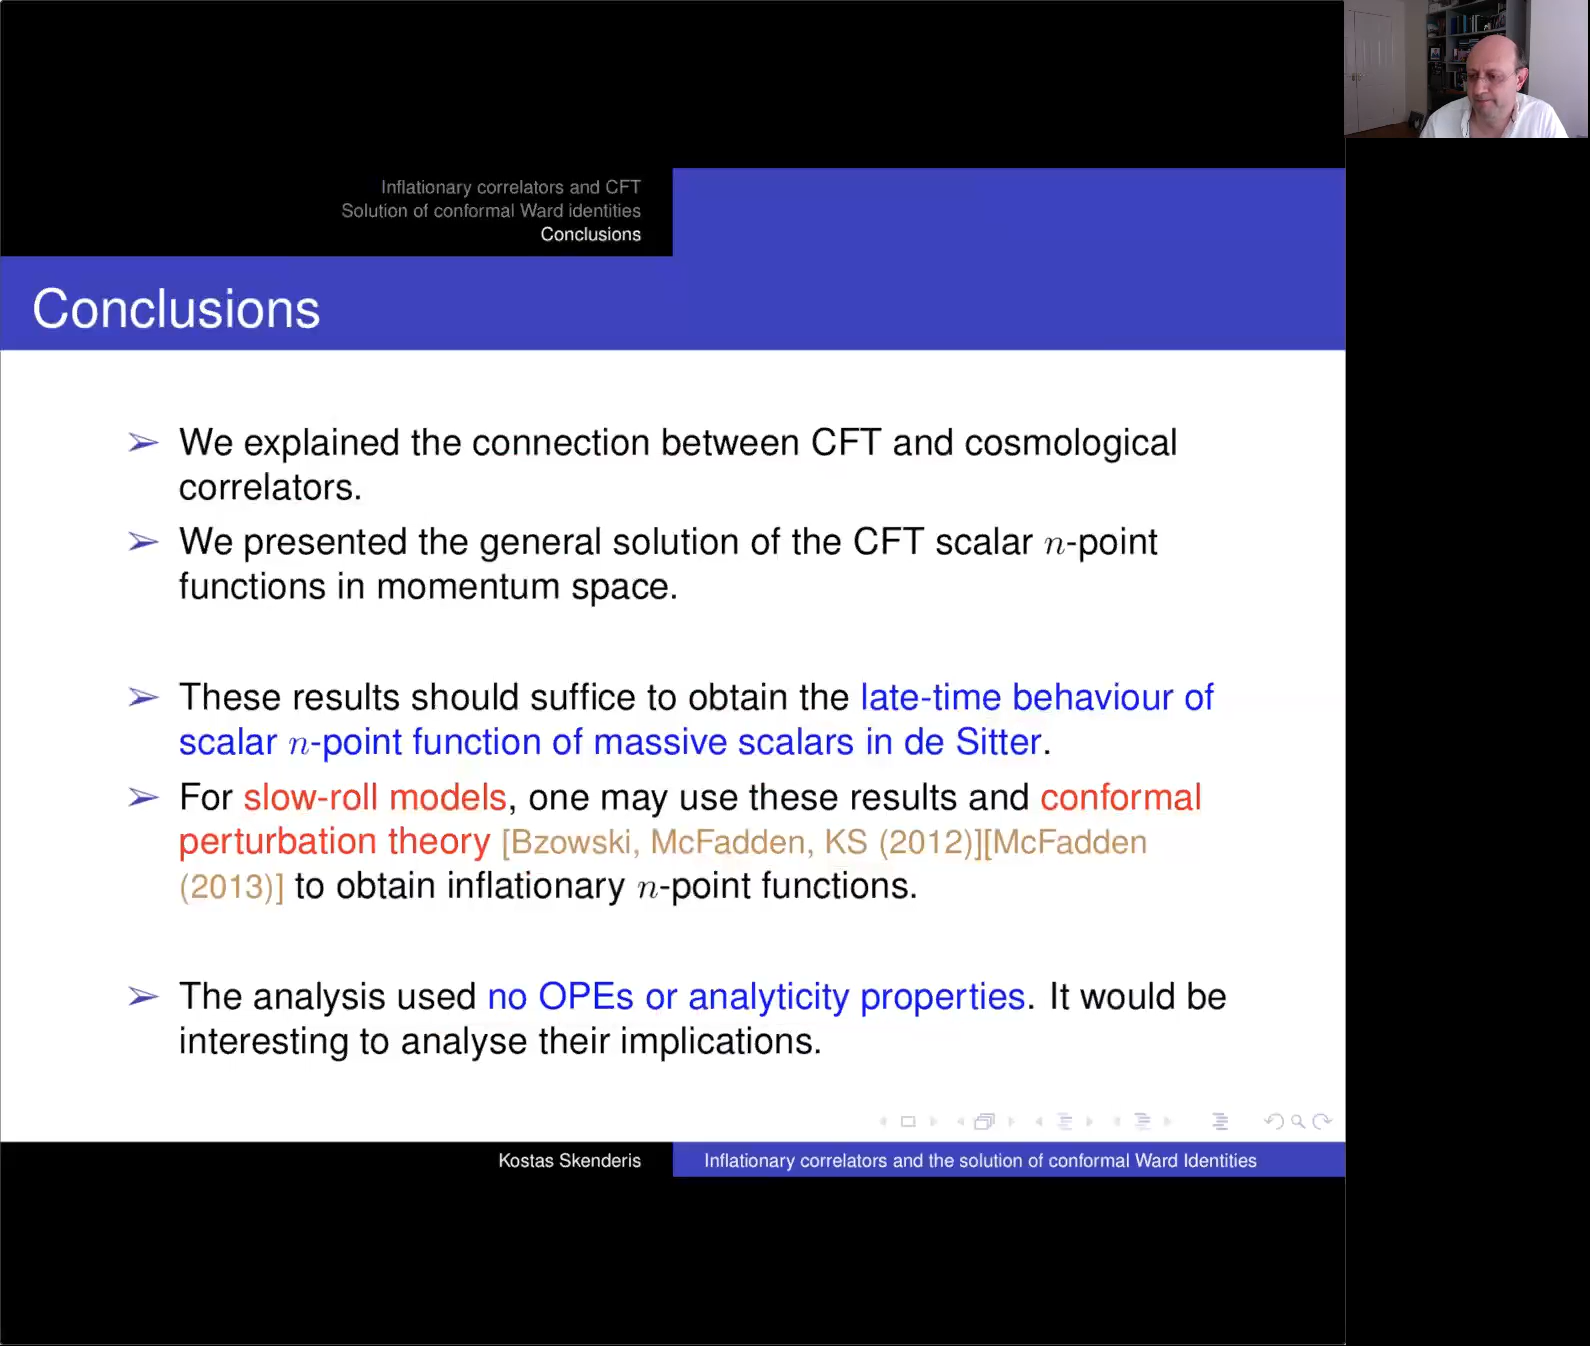 Inflationary correlators and CFT
Solution of conformal Ward identities
Conclusions
Conclusions
➢ We explained the connection between CFT and cosmological
correlators.
➢ We presented the general solution of the CFT scalar n-point
functions in momentum space.
➢ These results should suffice to obtain the late-time behaviour of
scalar n-point function of massive scalars in de Sitter.
➢ For slow-roll models, one may use these results and conformal
perturbation theory [Bzowski, McFadden, KS (2012)][McFadden
(2013)] to obtain inflationary n-point functions.
➢ The analysis used no OPEs or analyticity properties. It would be
interesting to analyse their implications.
Kostas Skenderis
Inflationary correlators and the solution of conformal Ward Identities